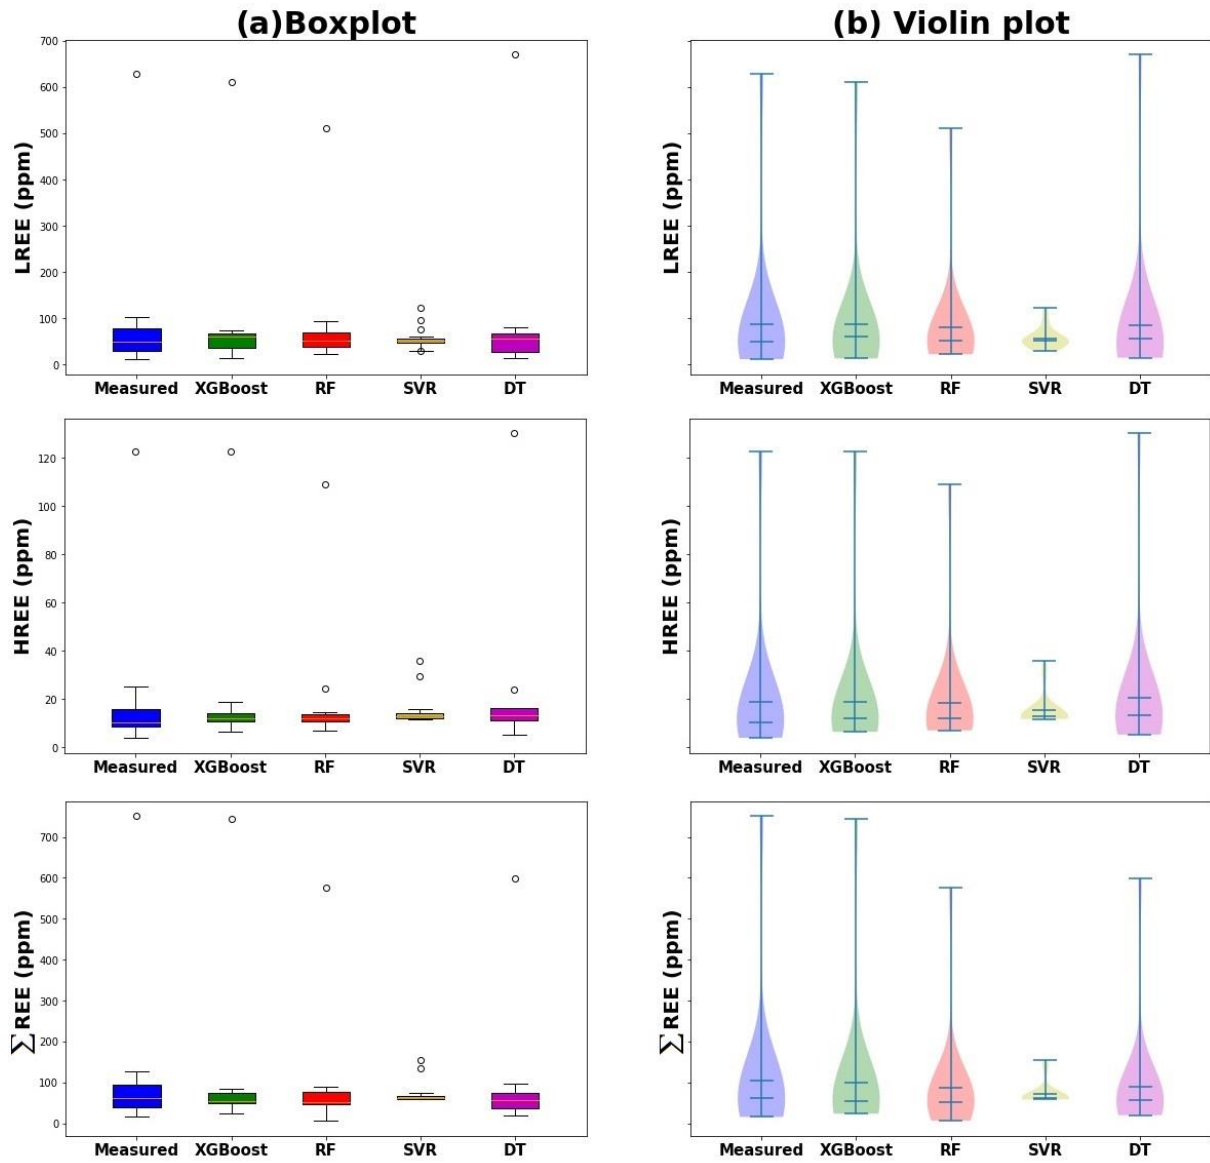 (a)Boxplot
(b) Violin plot
700
600
500
400
300
200
100
0
LREE (ppm)
Measured XGBoost RF SVR DT
LREE (ppm)
Measured XGBoost RF SVR DT
120
100
80
60
40
20
0
HREE (ppm)
Measured XGBoost RF SVR DT
HREE (ppm)
Measured XGBoost RF SVR DT
700
600
500
400
300
200
100
0
∑REE (ppm)
Measured XGBoost RF SVR DT
∑REE (ppm)
Measured XGBoost RF SVR DT